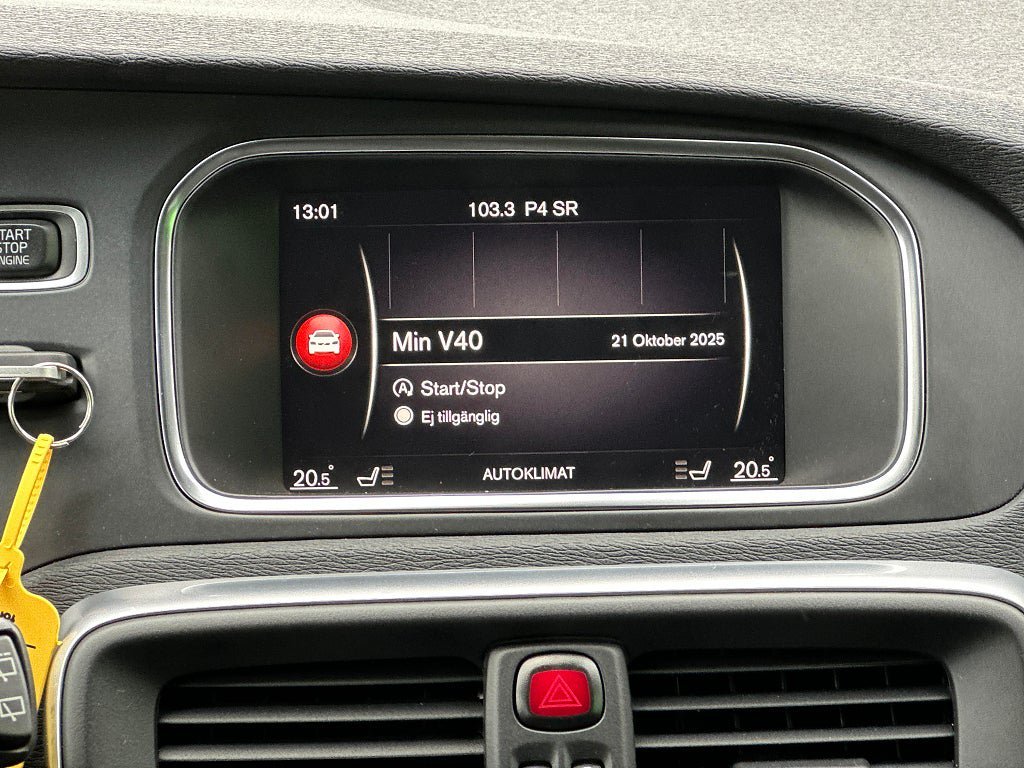 13:01 103.3 P4 SR
START
STOP
ENGINE
Min V40 21 Oktober 2025
Start/Stop
Ej tillgänglig
20.5° AUTOKLIMAT 20.5°